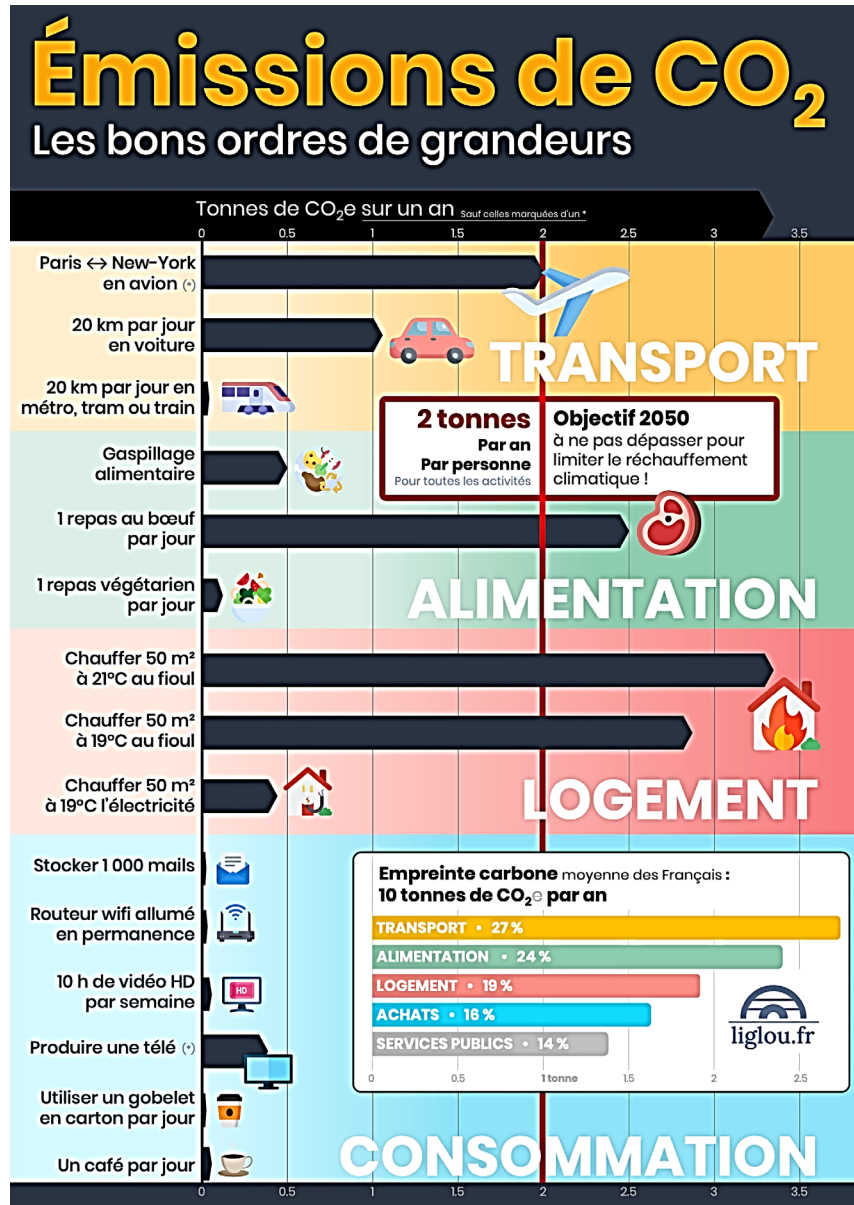 Émissions de CO₂
Les bons ordres de grandeurs
Tonnes de CO₂e sur un an Sauf celles marquées d'un *
0 0.5 1 1.5 2 2.5 3 3.5
Paris ↔ New-York
en avion (*)
20 km par jour
en voiture
20 km par jour en
métro, tram ou train
TRANSPORT
2 tonnes
Par an
Par personne
Pour toutes les activités
Objectif 2050
à ne pas dépasser pour
limiter le réchauffement
climatique !
Gaspillage
alimentaire
1 repas au bœuf
par jour
1 repas végétarien
par jour
ALIMENTATION
Chauffer 50 m²
à 21°C au fioul
Chauffer 50 m²
à 19°C au fioul
Chauffer 50 m²
à 19°C l'électricité
LOGEMENT
Stocker 1 000 mails
Routeur wifi allumé
en permanence
10 h de vidéo HD
par semaine
HD
Produire une télé (*)
Utiliser un gobelet
en carton par jour
Un café par jour
Empreinte carbone moyenne des Français :
10 tonnes de CO₂e par an
TRANSPORT • 27 %
ALIMENTATION • 24 %
LOGEMENT • 19 %
ACHATS • 16 %
SERVICES PUBLICS • 14 %
0 0.5 1 tonne 1.5 2 2.5
liglou.fr
CONSOMMATION
0 0.5 1 1.5 2 2.5 3 3.5